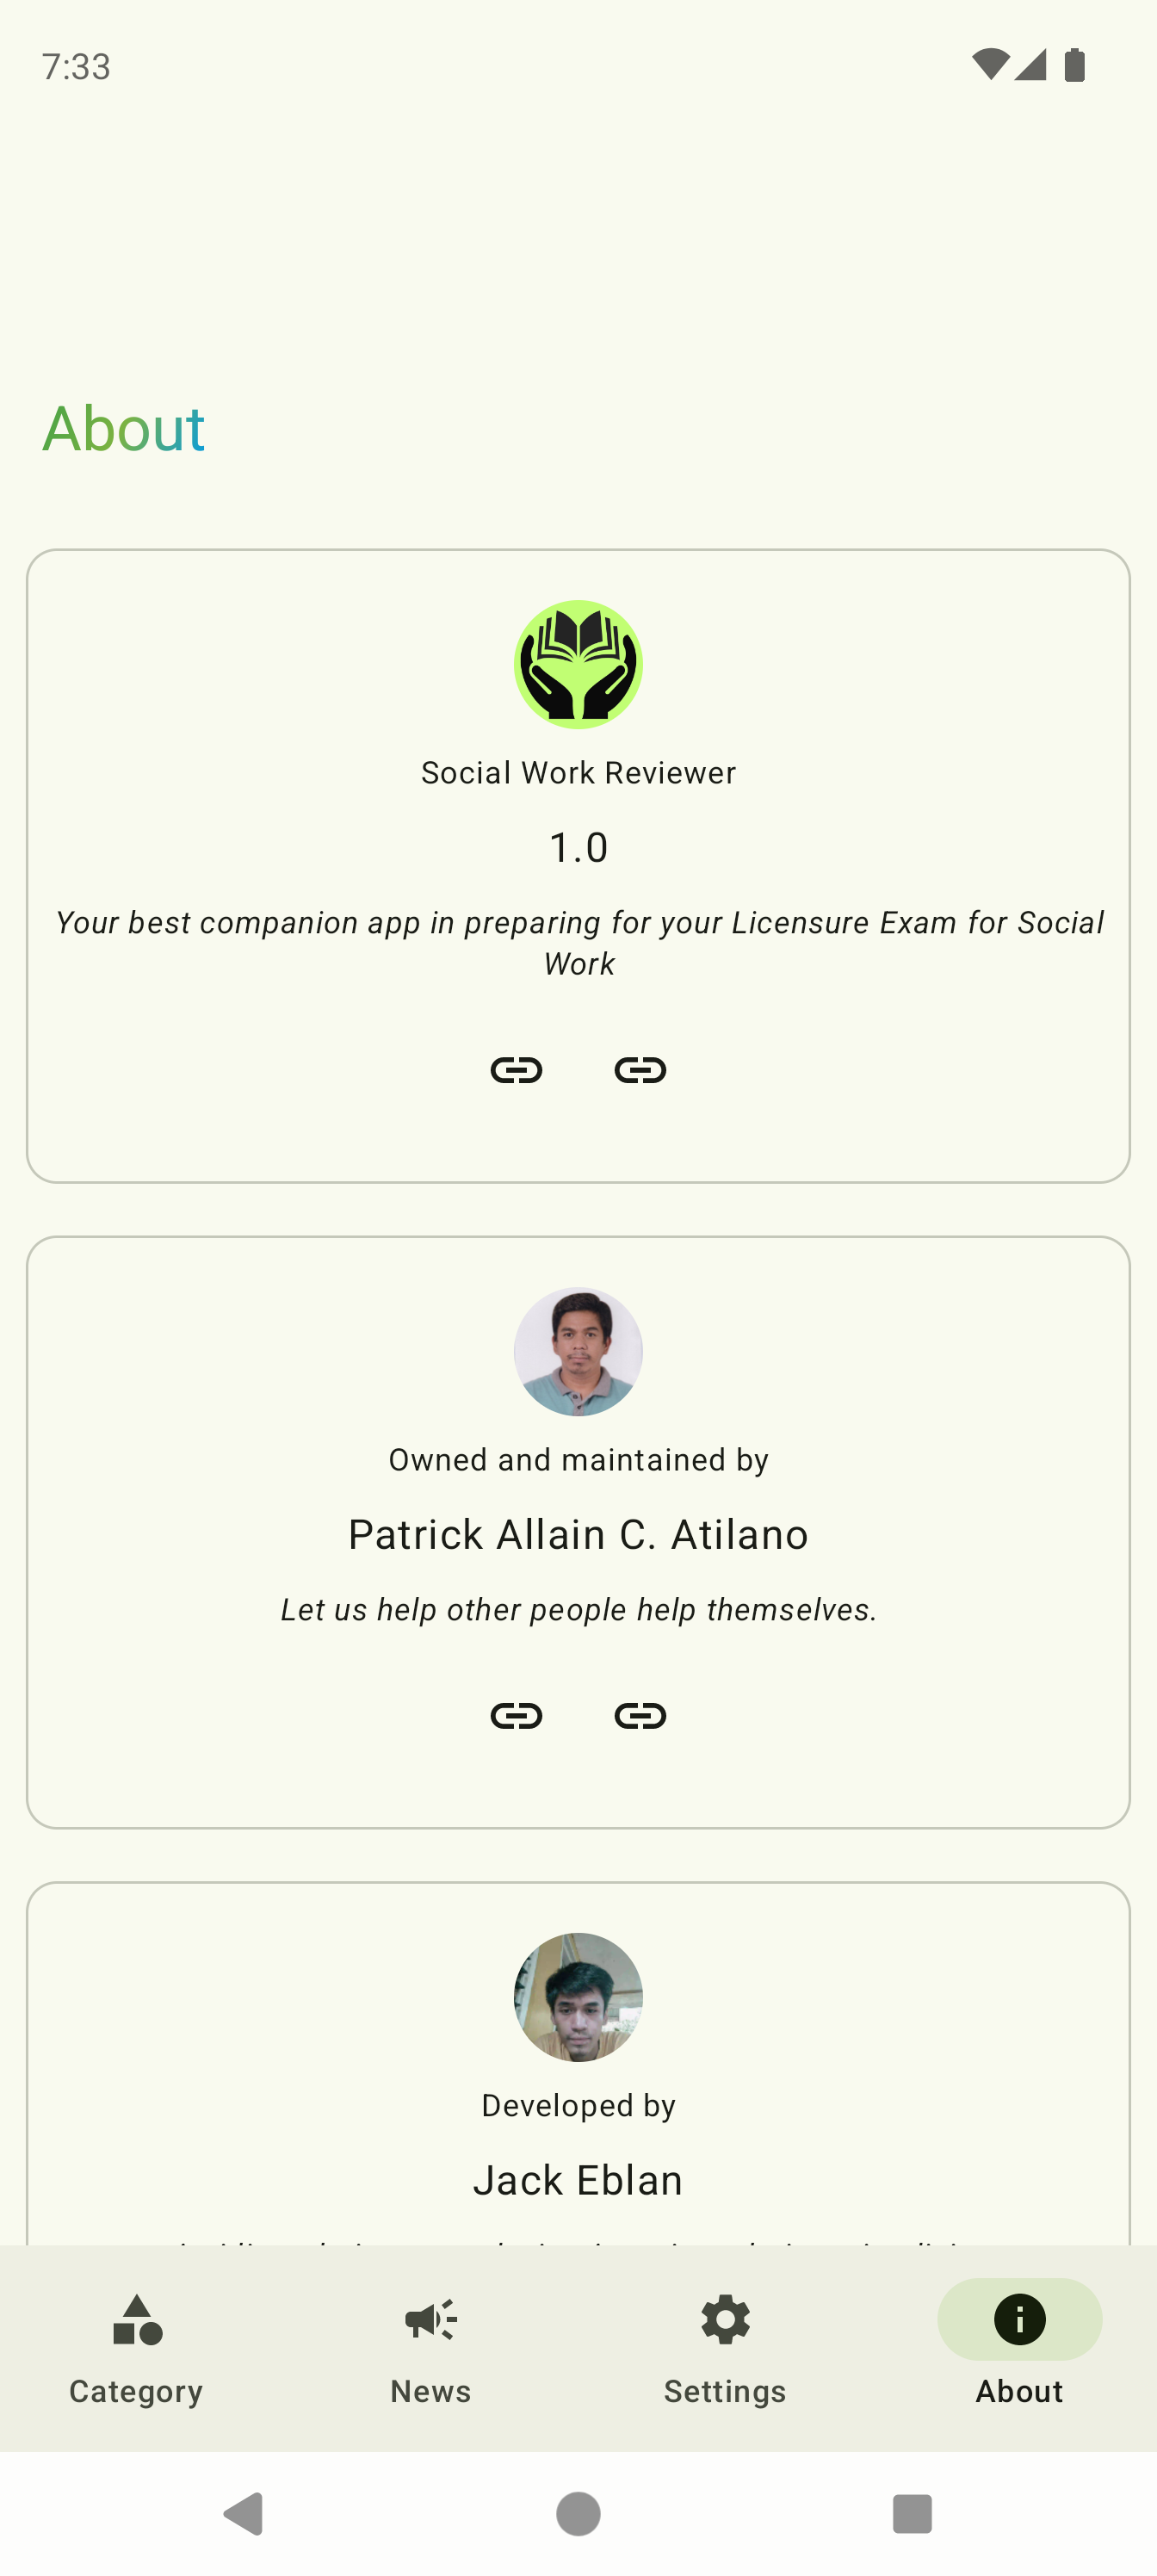 7:33
About
Social Work Reviewer
1.0
Your best companion app in preparing for your Licensure Exam for Social
Work
Owned and maintained by
Patrick Allain C. Atilano
Let us help other people help themselves.
Developed by
Jack Eblan
Category
News
Settings
About